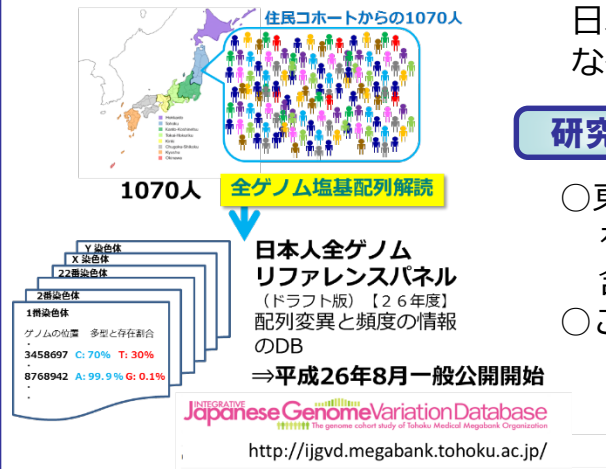 住民コホートからの1070人
Hokkaido
Tohoku
Kanto-Koshinetsu
Tokai-Hokuriku
Kinki
Chugoku-Shikoku
Kyushu
Okinawa
1070人
全ゲノム塩基配列解読
Y 染色体
X 染色体
22番染色体
2番染色体
1番染色体
ゲノムの位置 多型と存在割合
3458697 C: 70% T: 30%
8768942 A: 99.9% G: 0.1%
日本人全ゲノム
リファレンスパネル
（ドラフト版）【２６年度】
配列変異と頻度の情報
のDB
⇒平成26年8月一般公開開始
INTEGRATIVE
Japanese Genome Variation Database
The genome cohort study of Tohoku Medical Megabank Organization
http://ijgvd.megabank.tohoku.ac.jp/
日
な
研究
○
○こ